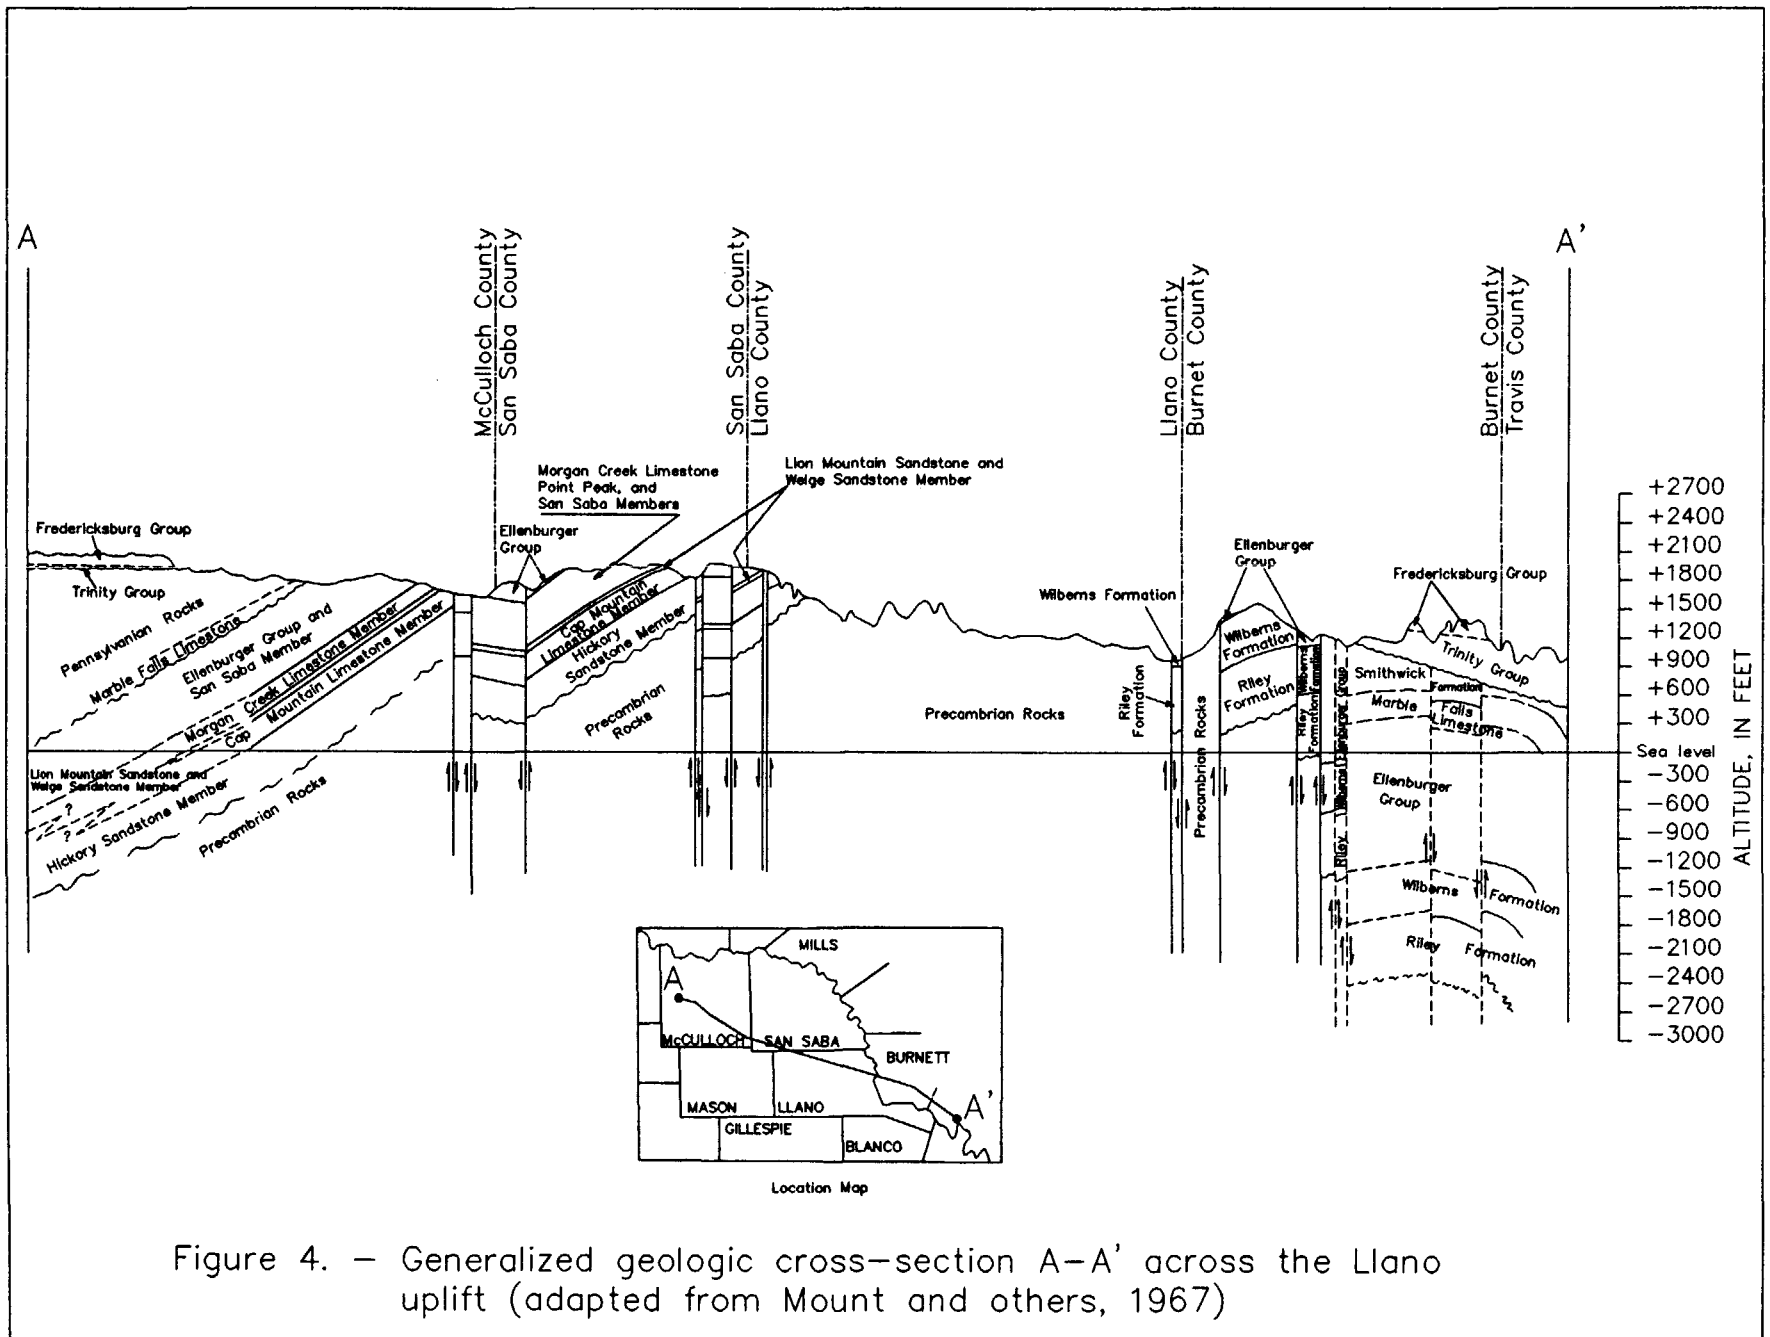 A
A'
McCulloch County
San Saba County
San Saba County
Llano County
Llano County
Burnet County
Burnet County
Travis County
Morgan Creek Limestone
Point Peak, and
San Saba Members
Lion Mountain Sandstone and
Welge Sandstone Member
Fredericksburg Group
Trinity Group
Ellenburger
Group
Pennsylvanian Rocks
Marble Falls Limestone
Ellenburger Group and
San Saba Member
Morgan Creek Limestone Member
Cap Mountain Limestone Member
Lion Mountain Sandstone and
Welge Sandstone Member
?
?
Hickory Sandstone Member
Precambrian Rocks
Cap Mountain
Limestone Member
Hickory
Sandstone Member
Precambrian
Rocks
Precambrian Rocks
Wilberns Formation
Riley
Formation
Precambrian Rocks
Ellenburger
Group
Wilberns
Formation
Riley
Formation
Wilberns
Formation
Riley
Formation
Ellenburger Group
Wilberns
Riley
Fredericksburg Group
Trinity Group
Smithwick
Formation
Marble
Falls
Limestone
Ellenburger
Group
Wilberns
Formation
Riley
Formation
+2700
+2400
+2100
+1800
+1500
+1200
+900
+600
+300
Sea level
−300
−600
−900
−1200
−1500
−1800
−2100
−2400
−2700
−3000
ALTITUDE, IN FEET
MILLS
A
McCULLOCH
SAN SABA
BURNETT
MASON
LLANO
A'
GILLESPIE
BLANCO
Location Map
Figure 4. − Generalized geologic cross−section A−A' across the Llano
uplift (adapted from Mount and others, 1967)